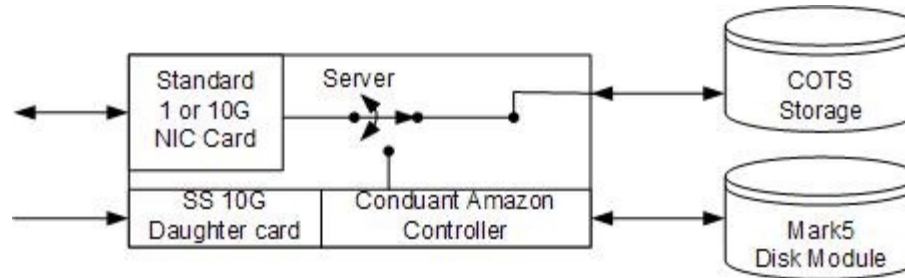 Standard
1 or 10G
NIC Card
Server
COTS
Storage
SS 10G
Daughter card
Conduant Amazon
Controller
Mark5
Disk Module